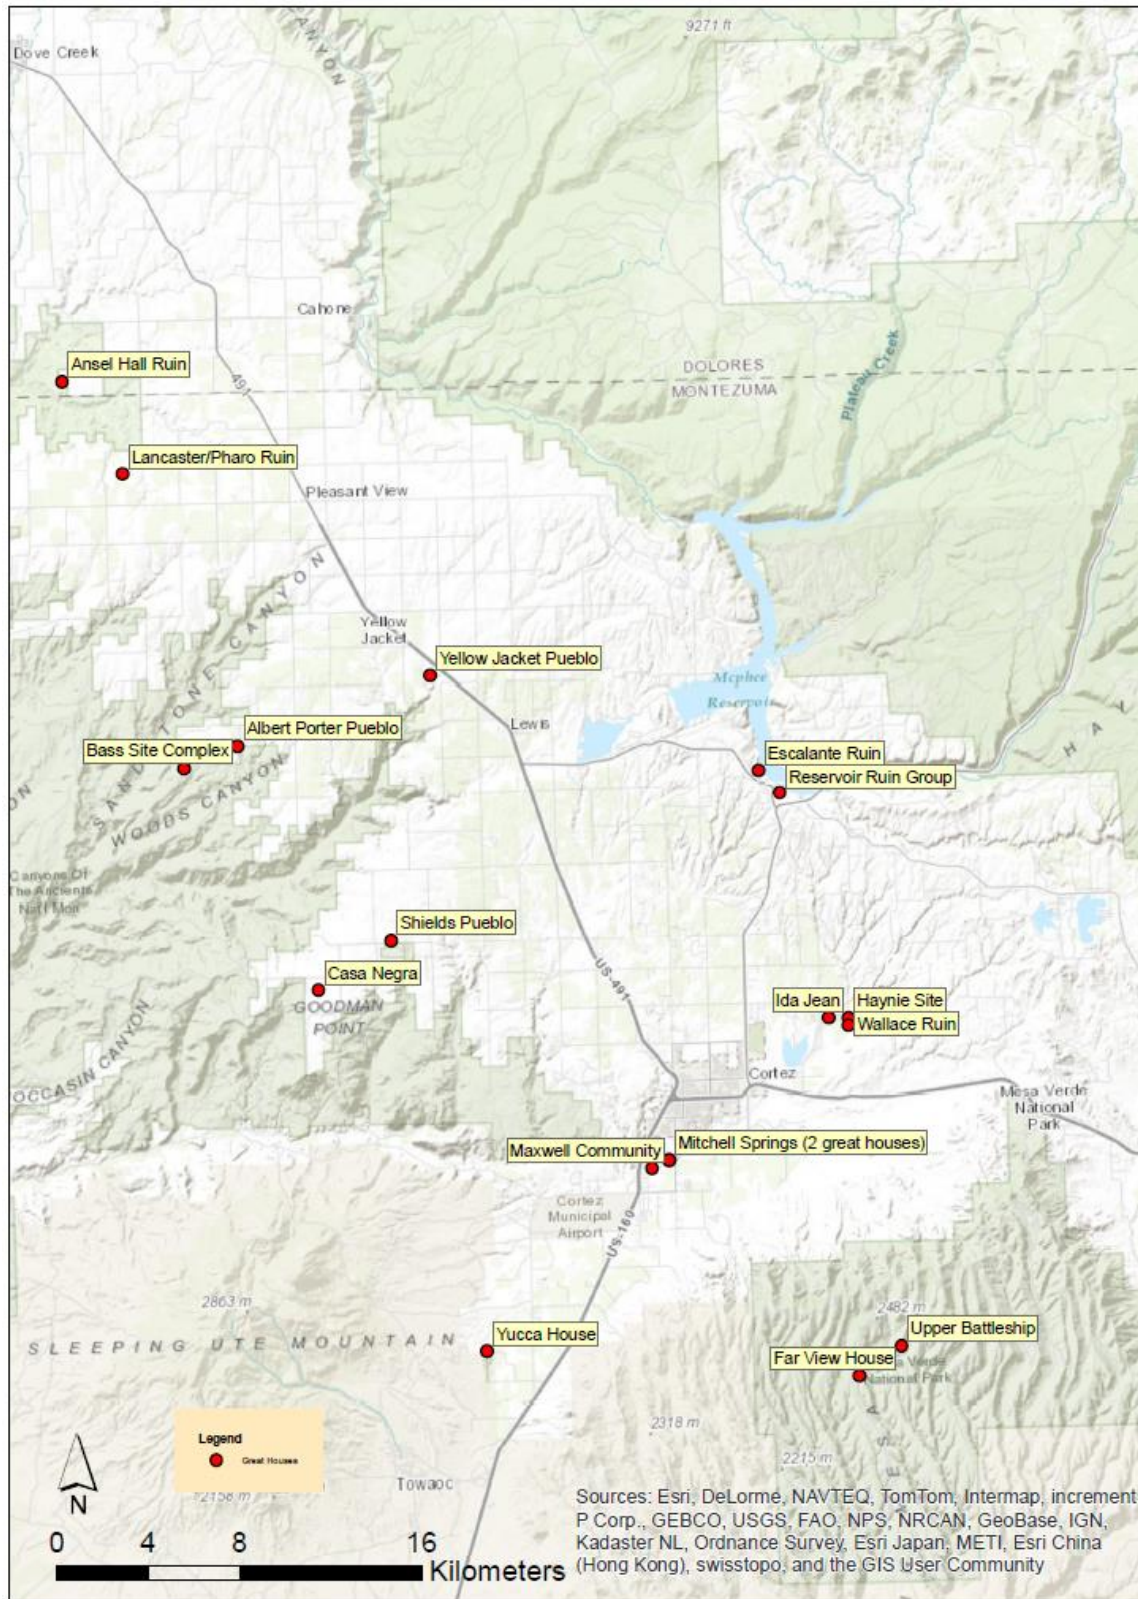 9271 ft
Dove Creek
CANYON
Cahone
DOLORES
MONTEZUMA
Plateau Creek
Ansel Hall Ruin
491
Lancaster/Pharo Ruin
Pleasant View
SANDSTONE CANYON
Yellow
Jacket
Yellow Jacket Pueblo
Mcphee
Reservoir
Lewis
Albert Porter Pueblo
Bass Site Complex
WOODS CANYON
Escalante Ruin
Reservoir Ruin Group
HAY
ON
Canyons Of
The Ancients
Nat'l Mon
Shields Pueblo
Casa Negra
GOODMAN
POINT
US-491
Ida Jean
Haynie Site
Wallace Ruin
OCCASIN CANYON
Cortez
Mesa Verde
National
Park
Maxwell Community
Mitchell Springs (2 great houses)
Cortez
Municipal
Airport
US-160
2863 m
2482 m
SLEEPING UTE MOUNTAIN
Yucca House
Upper Battleship
Far View House
National Park
2318 m
Legend
Great Houses
2158 m
Towaoc
2215 m
N
0 4 8 16
Kilometers
Sources: Esri, DeLorme, NAVTEQ, TomTom, Intermap, increment
P Corp., GEBCO, USGS, FAO, NPS, NRCAN, GeoBase, IGN,
Kadaster NL, Ordnance Survey, Esri Japan, METI, Esri China
(Hong Kong), swisstopo, and the GIS User Community